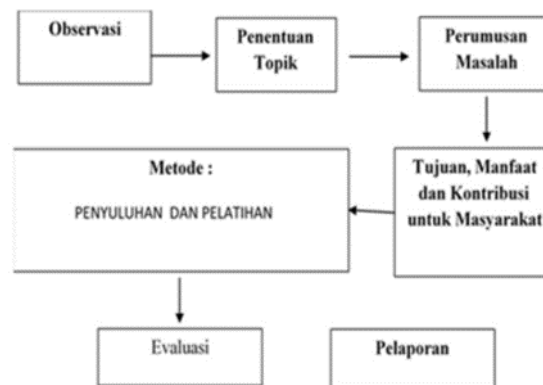 Observasi
Penentuan
Topik
Perumusan
Masalah
Tujuan, Manfaat
dan Kontribusi
untuk Masyarakat
Metode :
PENYULUHAN DAN PELATIHAN
Evaluasi
Pelaporan